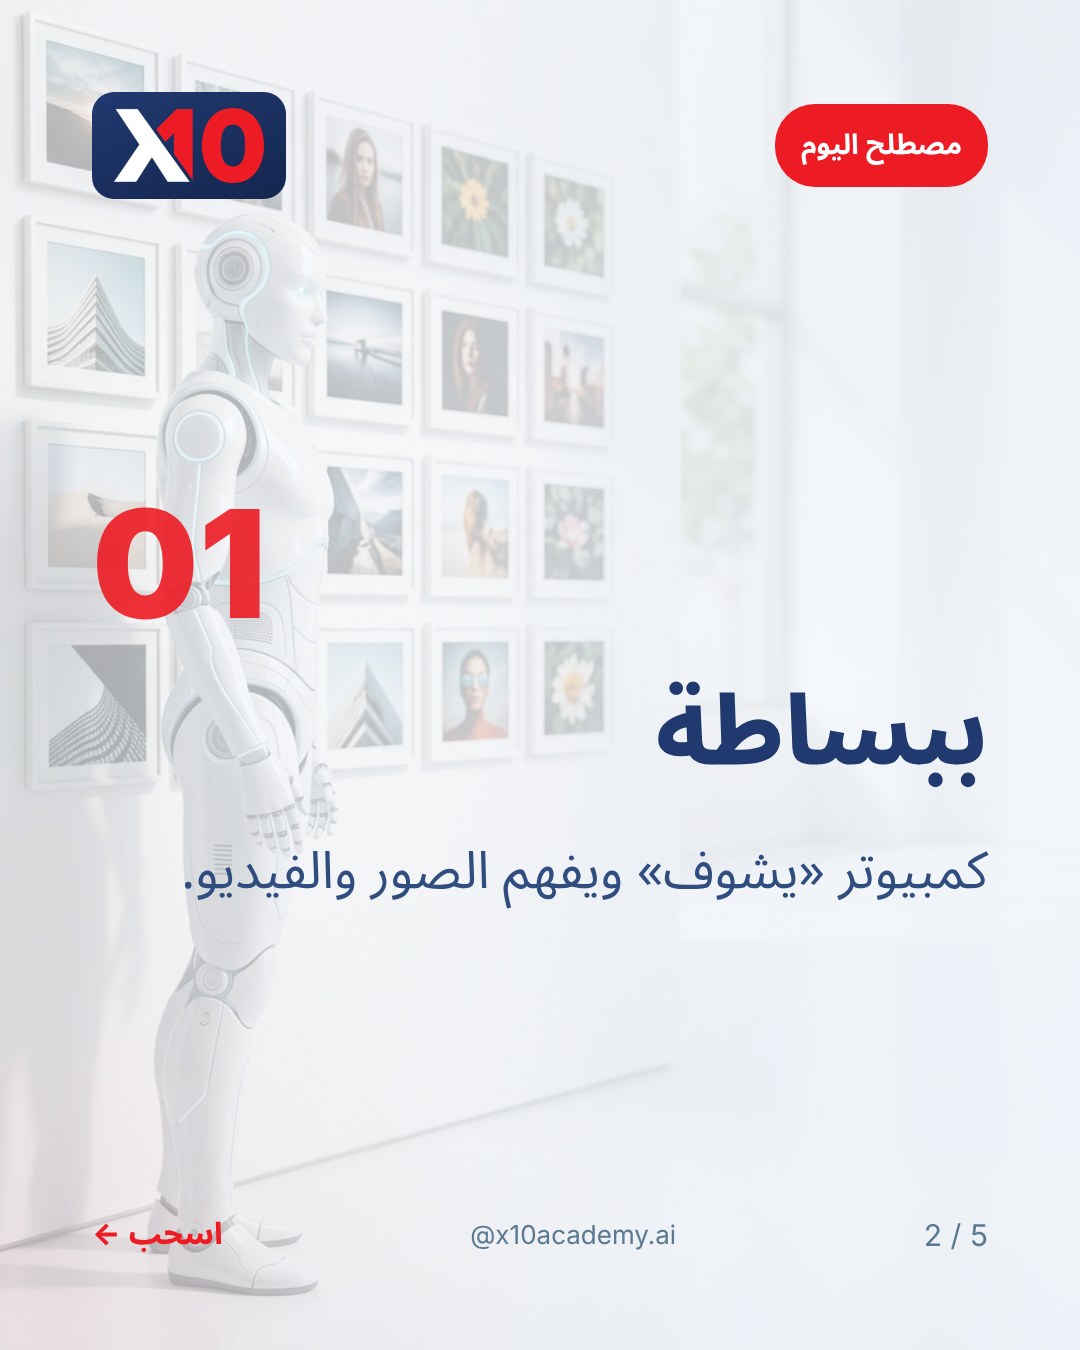 X10
مصطلح اليوم
01
ببساطة
كمبيوتر «يشوف» ويفهم الصور والفيديو.
اسحب ←
@x10academy.ai
2 / 5